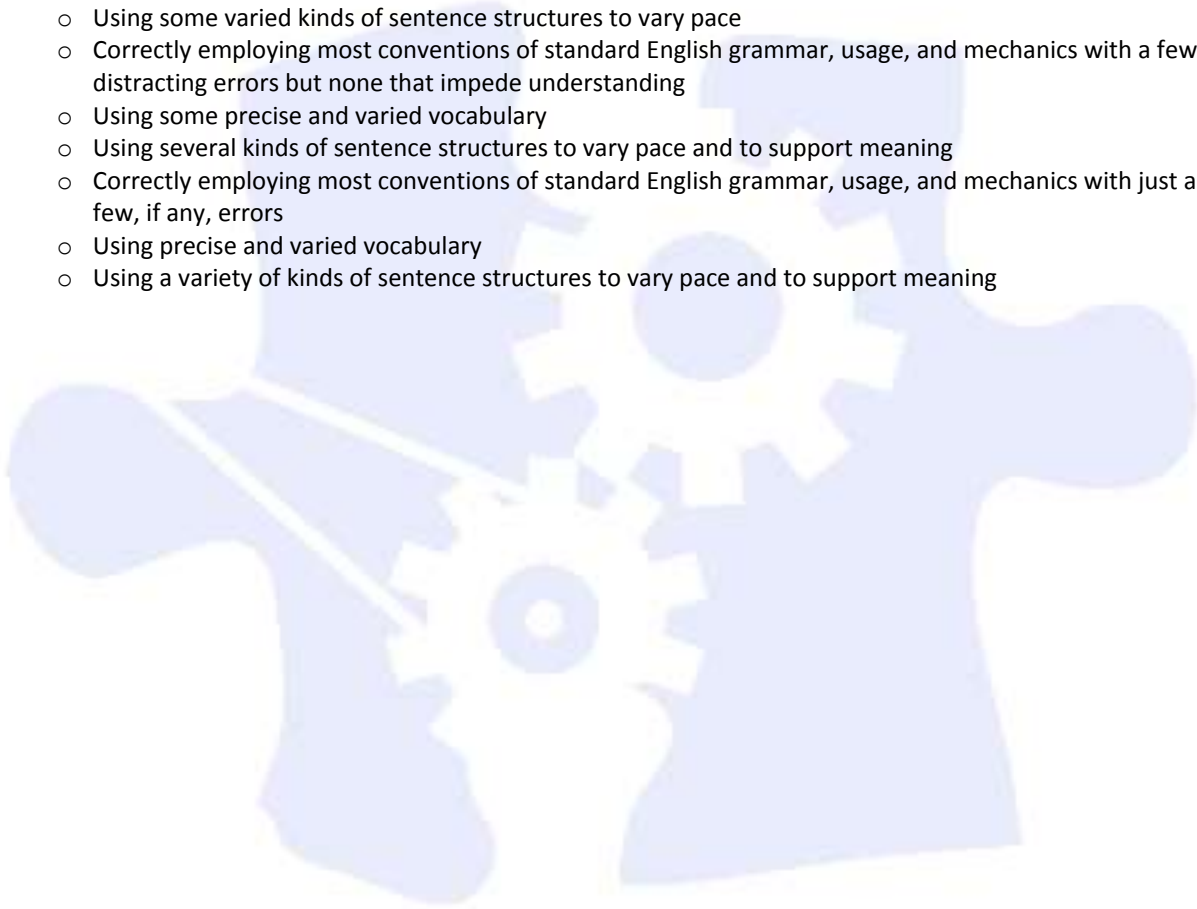 o Using some varied kinds of sentence structures to vary pace
o Correctly employing most conventions of standard English grammar, usage, and mechanics with a few
distracting errors but none that impede understanding
o Using some precise and varied vocabulary
o Using several kinds of sentence structures to vary pace and to support meaning
o Correctly employing most conventions of standard English grammar, usage, and mechanics with just a
few, if any, errors
o Using precise and varied vocabulary
o Using a variety of kinds of sentence structures to vary pace and to support meaning